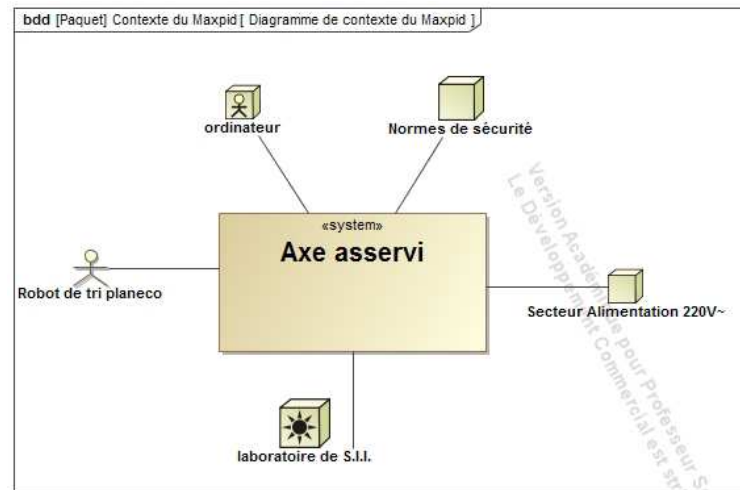 bdd [Paquet] Contexte du Maxpid [ Diagramme de contexte du Maxpid ]
ordinateur
Normes de sécurité
«system»
Axe asservi
Robot de tri planeco
Secteur Alimentation 220V~
laboratoire de S.I.I.
Version Académique pour Professeur
Le Développement Commercial est